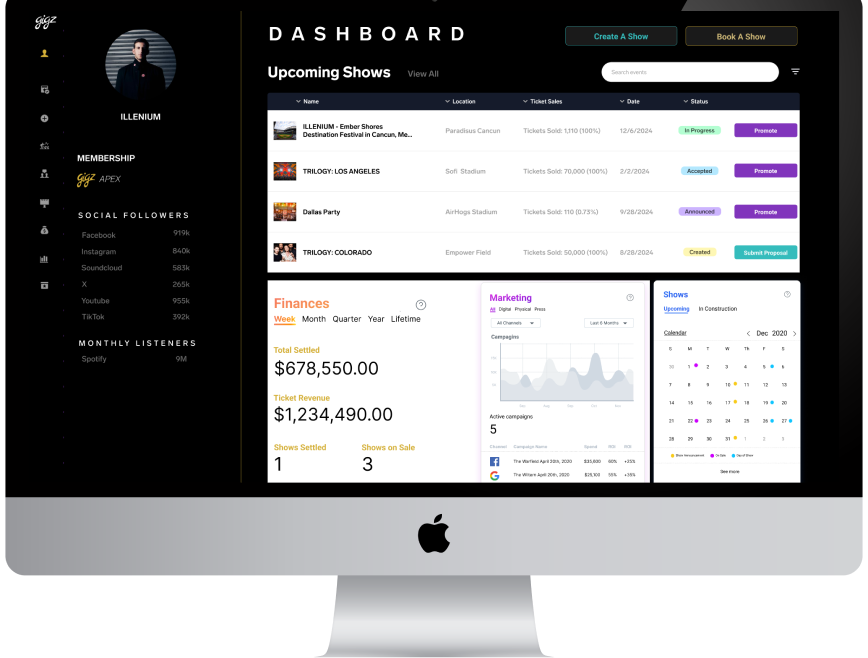 gigz
DASHBOARD
Create A Show
Book A Show
Upcoming Shows
View All
Search events
Name
Location
Ticket Sales
Date
Status
ILLENIUM - Ember Shores
Destination Festival in Cancun, Me...
Paradisus Cancun
Tickets Sold: 1,110 (100%)
12/6/2024
In Progress
Promote
TRILOGY: LOS ANGELES
Sofi Stadium
Tickets Sold: 70,000 (100%)
2/2/2024
Accepted
Promote
Dallas Party
AirHogs Stadium
Tickets Sold: 110 (0.73%)
9/28/2024
Announced
Promote
TRILOGY: COLORADO
Empower Field
Tickets Sold: 50,000 (100%)
8/28/2024
Created
Submit Proposal
ILLENIUM
MEMBERSHIP
gigz APEX
SOCIAL FOLLOWERS
Facebook 919k
Instagram 840k
Soundcloud 583k
X 265k
Youtube 955k
TikTok 392k
MONTHLY LISTENERS
Spotify 9M
Finances
Week Month Quarter Year Lifetime
Total Settled
$678,550.00
Ticket Revenue
$1,234,490.00
Shows Settled
1
Shows on Sale
3
Marketing
All Digital Physical Press
All Channels
Last 6 Months
Campagins
Active campaigns
5
Channel Campaign Name Spend
The Warfield April 20th, 2020 $35,000 60% +35%
The Wiltern April 20th, 2020 $25,100 55% +35%
Shows
Upcoming In Construction
Calendar
Dec 2020
S M T W Th F S
30 1 2 3 4 5 6
7 8 9 10 11 12 13
14 15 16 17 18 19 20
21 22 23 24 25 26 27
28 29 30 31 1 2 3
Show Announcement On Sale Day of Show
See more